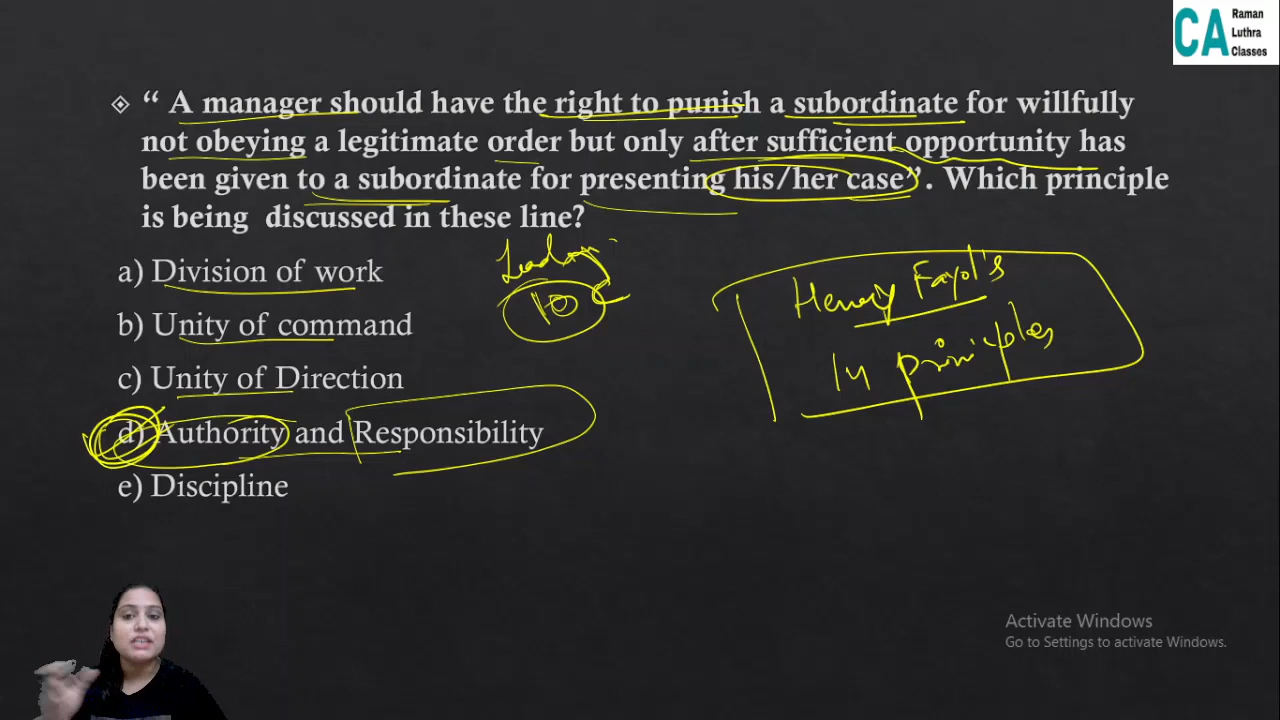 CA Raman
Luthra
Classes
“ A manager should have the right to punish a subordinate for willfully
not obeying a legitimate order but only after sufficient opportunity has
been given to a subordinate for presenting his/her case”. Which principle
is being discussed in these line?
a) Division of work
b) Unity of command
c) Unity of Direction
d) Authority and Responsibility
e) Discipline
10
Henry Fayol's
14 principles
Activate Windows
Go to Settings to activate Windows.